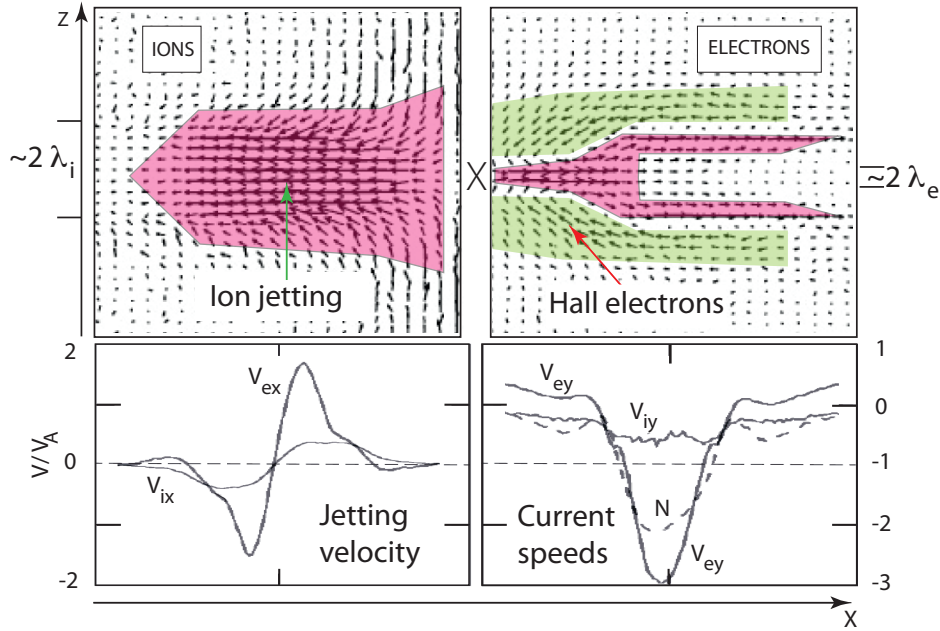 Z
IONS
ELECTRONS
~2 λi
X
~2 λe
Ion jetting
Hall electrons
2
0
-2
V/VA
Vex
Vix
Jetting
velocity
1
0
-1
-2
-3
Vey
Viy
N
Current
speeds
Vey
X